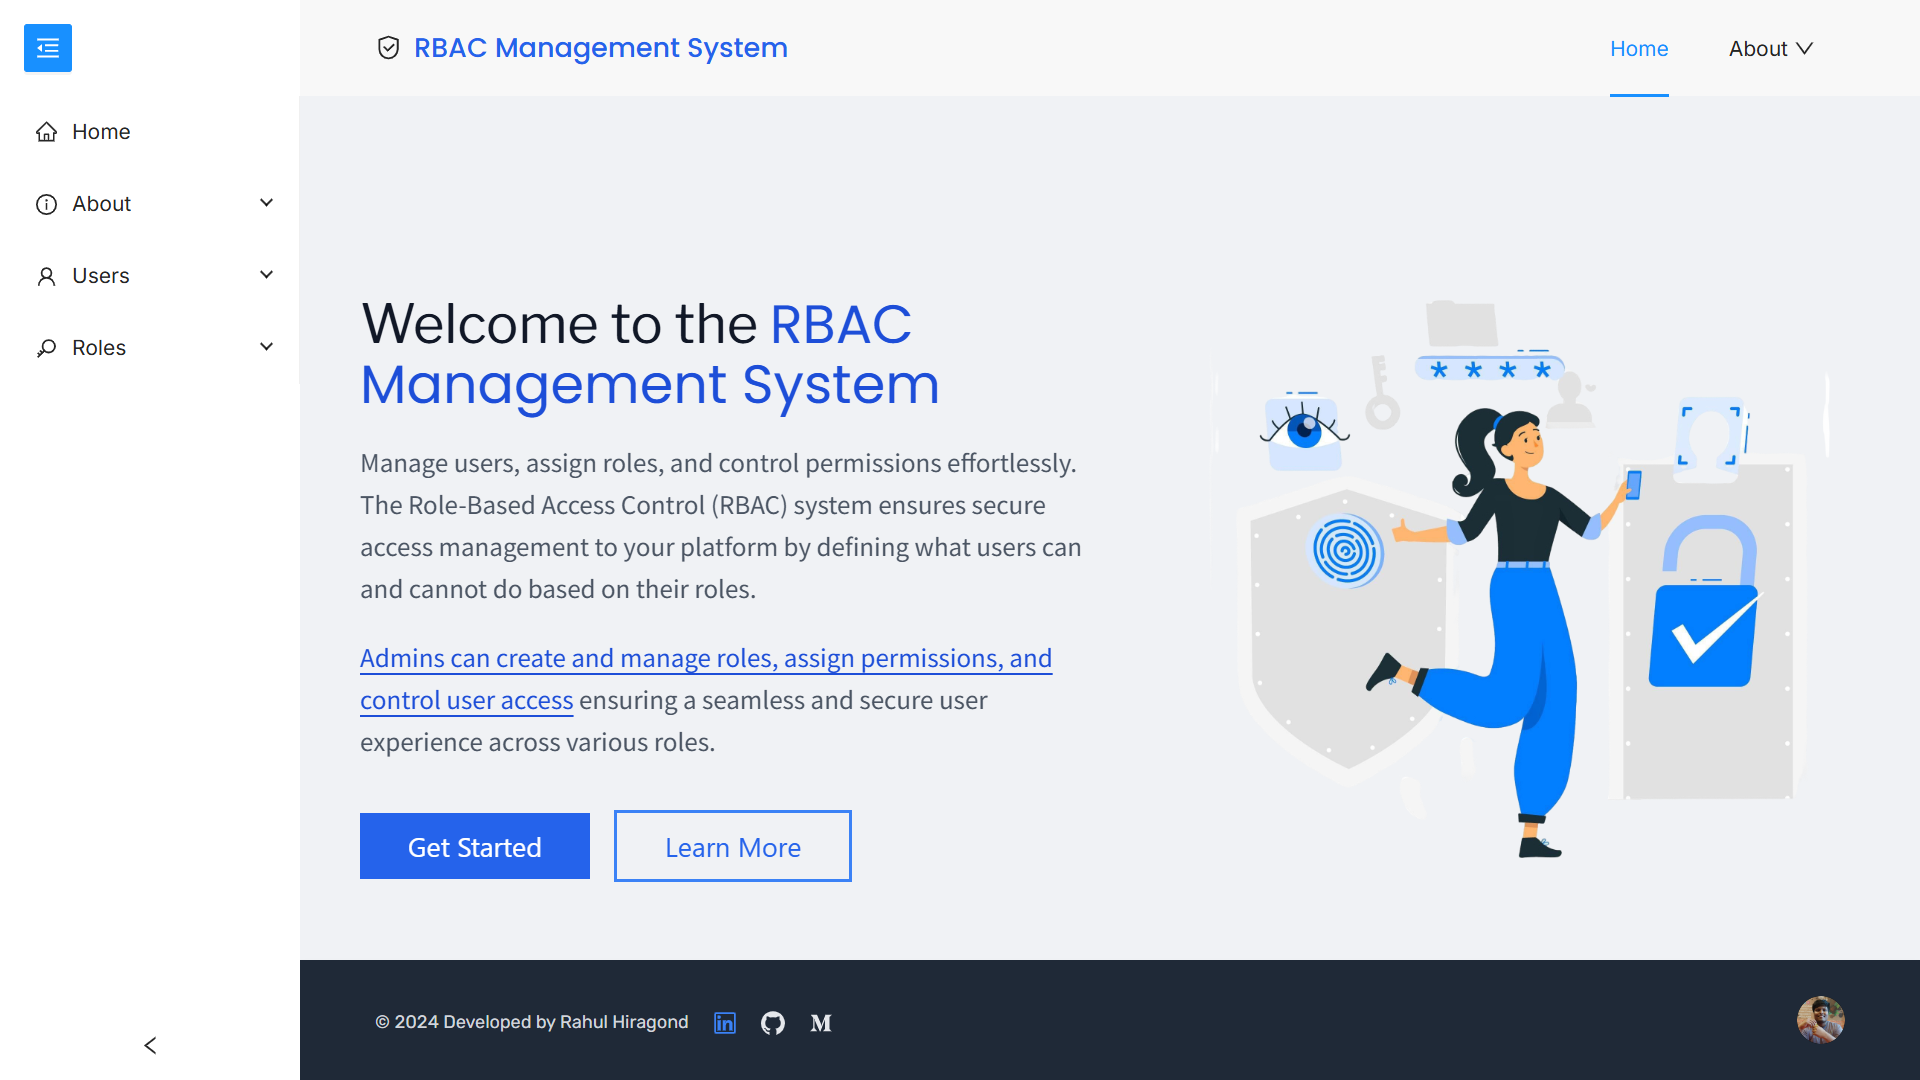 RBAC Management System
Home
About
Home
About
Users
Roles
Welcome to the RBAC
Management System
Manage users, assign roles, and control permissions effortlessly.
The Role-Based Access Control (RBAC) system ensures secure
access management to your platform by defining what users can
and cannot do based on their roles.
Admins can create and manage roles, assign permissions, and
control user access ensuring a seamless and secure user
experience across various roles.
Get Started
Learn More
* * * *
© 2024 Developed by Rahul Hiragond